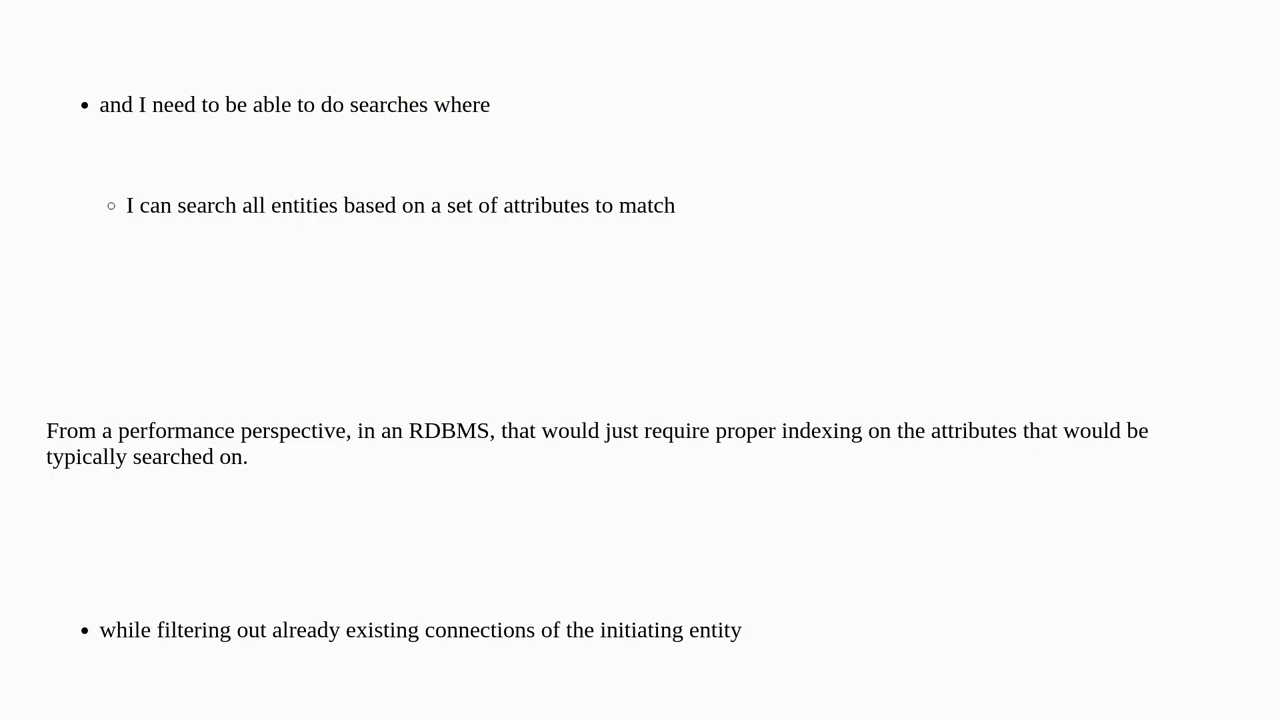 and I need to be able to do searches where
I can search all entities based on a set of attributes to match
From a performance perspective, in an RDBMS, that would just require proper indexing on the attributes that would be
typically searched on.
while filtering out already existing connections of the initiating entity